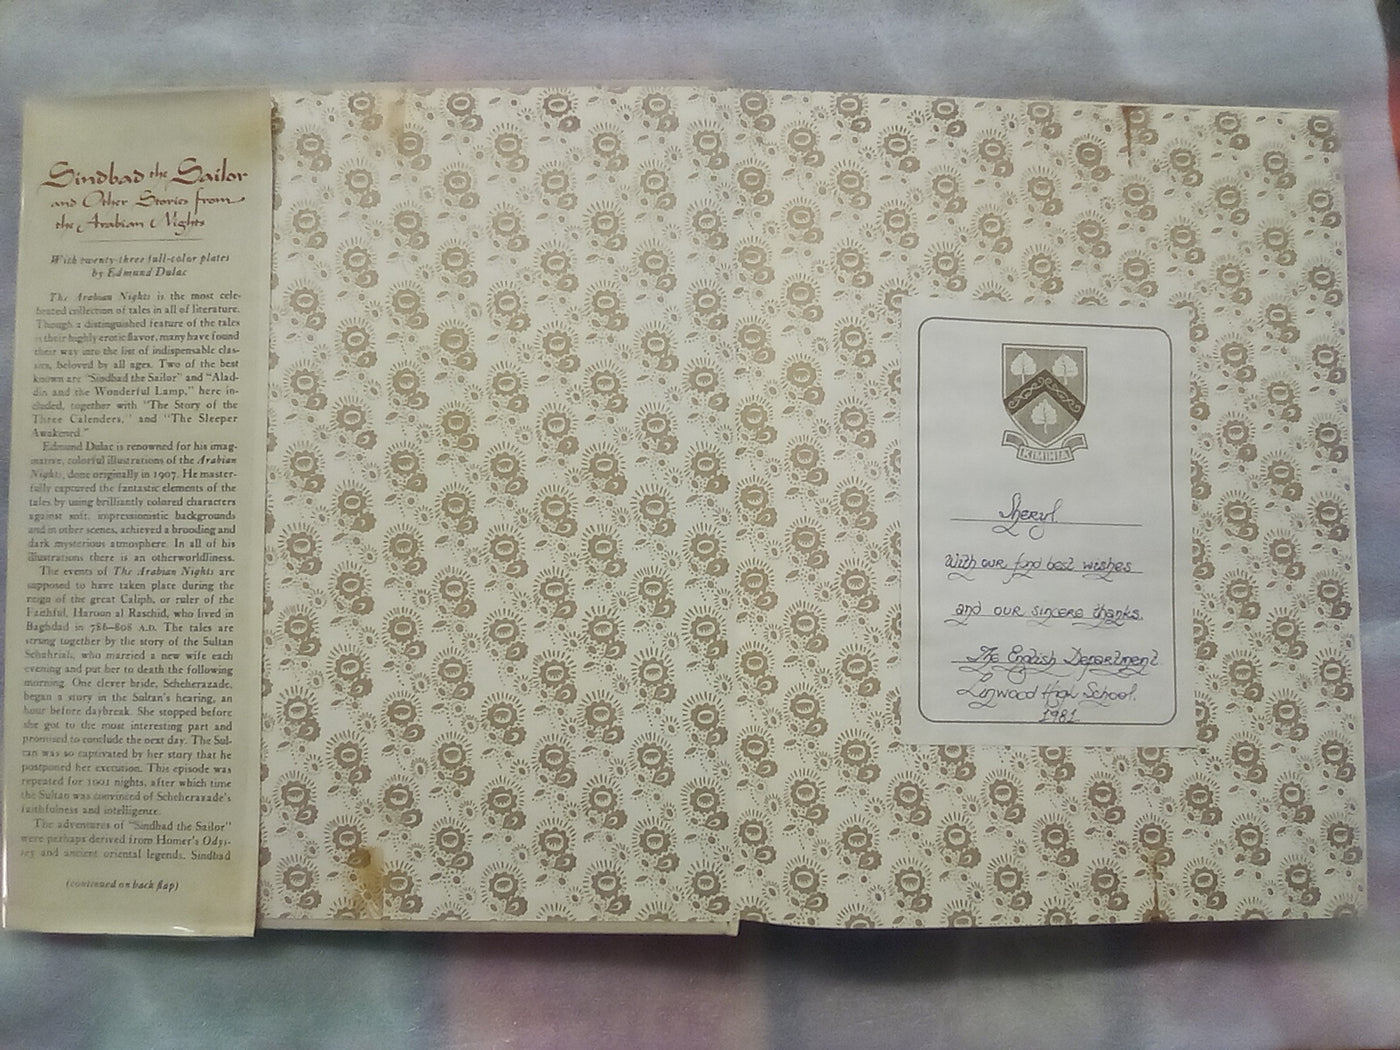 Sindbad the Sailor
and Other Stories from
the Arabian Nights
With twenty-three full-color plates
by Edmund Dulac
The Arabian Nights is the most cele-
brated collection of tales in all of literature.
Though a distinguished feature of the tales
is their highly erotic flavor, many have found
their way into the list of indispensable clas-
sics, beloved by all ages. Two of the best
known are "Sindbad the Sailor" and "Alad-
din and the Wonderful Lamp," here in-
cluded, together with "The Story of the
Three Calenders," and "The Sleeper
Awakened."
Edmund Dulac is renowned for his imag-
inative, colorful illustrations of the Arabian
Nights, done originally in 1907. He master-
fully captured the fantastic elements of the
tales by using brilliantly colored characters
against soft, impressionistic backgrounds
and in other scenes, achieved a brooding and
dark mysterious atmosphere. In all of his
illustrations there is an otherworldliness.
The events of The Arabian Nights are
supposed to have taken place during the
reign of the great Caliph, or ruler of the
Faithful, Haroun al Raschid, who lived in
Baghdad in 786–808 A.D. The tales are
strung together by the story of the Sultan
Schahriah, who married a new wife each
evening and put her to death the following
morning. One clever bride, Scheherazade,
began a story in the Sultan's hearing, an
hour before daybreak. She stopped before
she got to the most interesting part and
promised to conclude the next day. The Sul-
tan was so captivated by her story that he
postponed her execution. This episode was
repeated for 1001 nights, after which time
the Sultan was convinced of Scheherazade's
faithfulness and intelligence.
The adventures of "Sindbad the Sailor"
were perhaps derived from Homer's Odys-
sey and ancient oriental legends. Sindbad
(continued on back flap)
KIMIHIA
Sheryl
With our fond best wishes
and our sincere thanks.
The English Department
Linwood High School.
1981